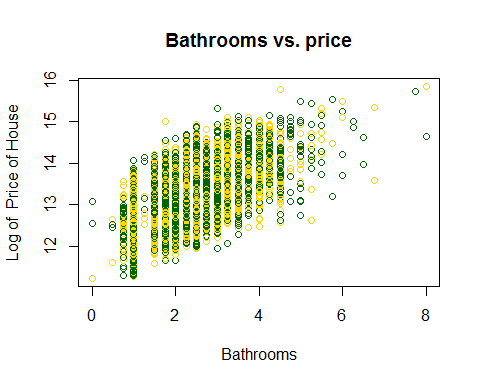 Bathrooms vs. price
Log of  Price of House
16
15
14
13
12
0 2 4 6 8
Bathrooms